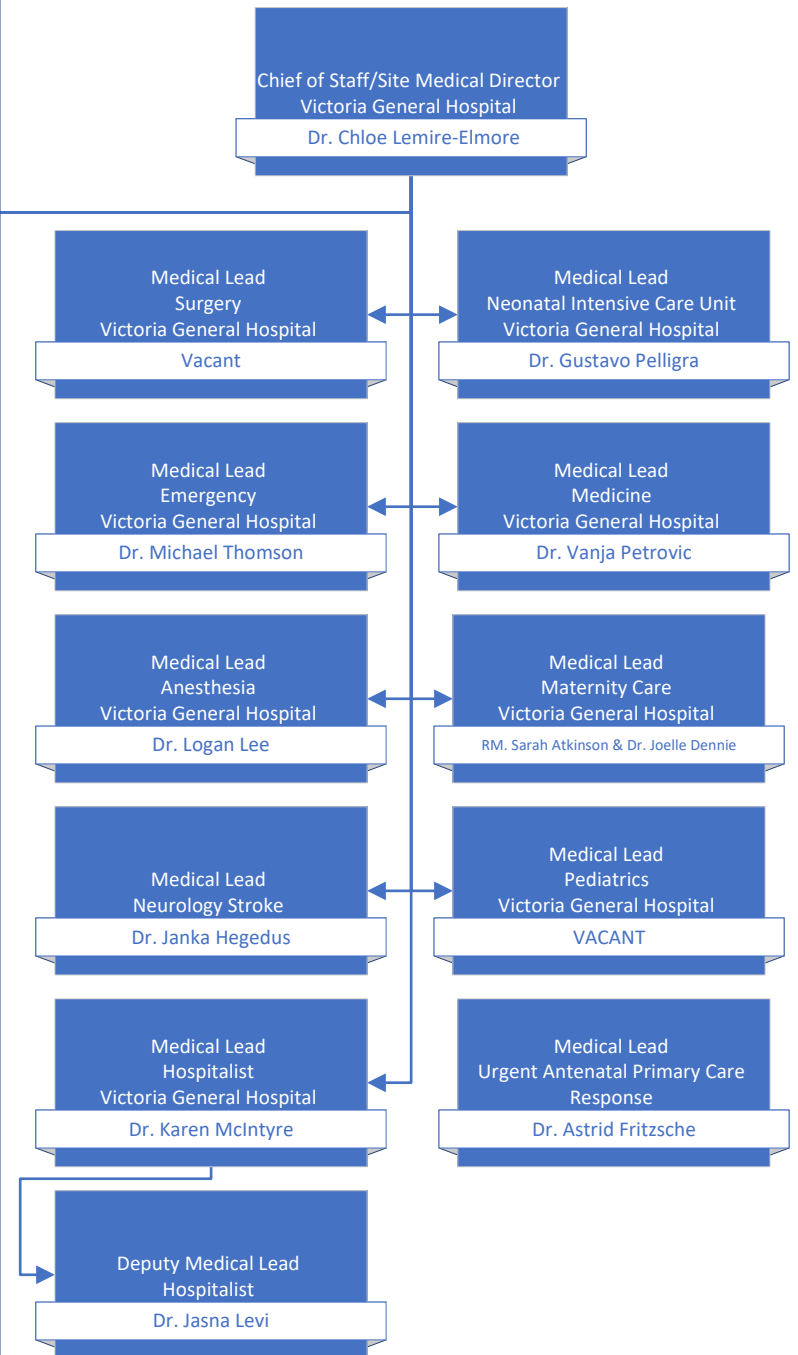 Chief of Staff/Site Medical Director
Victoria General Hospital
Dr. Chloe Lemire-Elmore
Medical Lead
Surgery
Victoria General Hospital
Vacant
Medical Lead
Neonatal Intensive Care Unit
Victoria General Hospital
Dr. Gustavo Pelligra
Medical Lead
Emergency
Victoria General Hospital
Dr. Michael Thomson
Medical Lead
Medicine
Victoria General Hospital
Dr. Vanja Petrovic
Medical Lead
Anesthesia
Victoria General Hospital
Dr. Logan Lee
Medical Lead
Maternity Care
Victoria General Hospital
RM. Sarah Atkinson & Dr. Joelle Dennie
Medical Lead
Neurology Stroke
Dr. Janka Hegedus
Medical Lead
Pediatrics
Victoria General Hospital
VACANT
Medical Lead
Hospitalist
Victoria General Hospital
Dr. Karen McIntyre
Medical Lead
Urgent Antenatal Primary Care
Response
Dr. Astrid Fritzsche
Deputy Medical Lead
Hospitalist
Dr. Jasna Levi